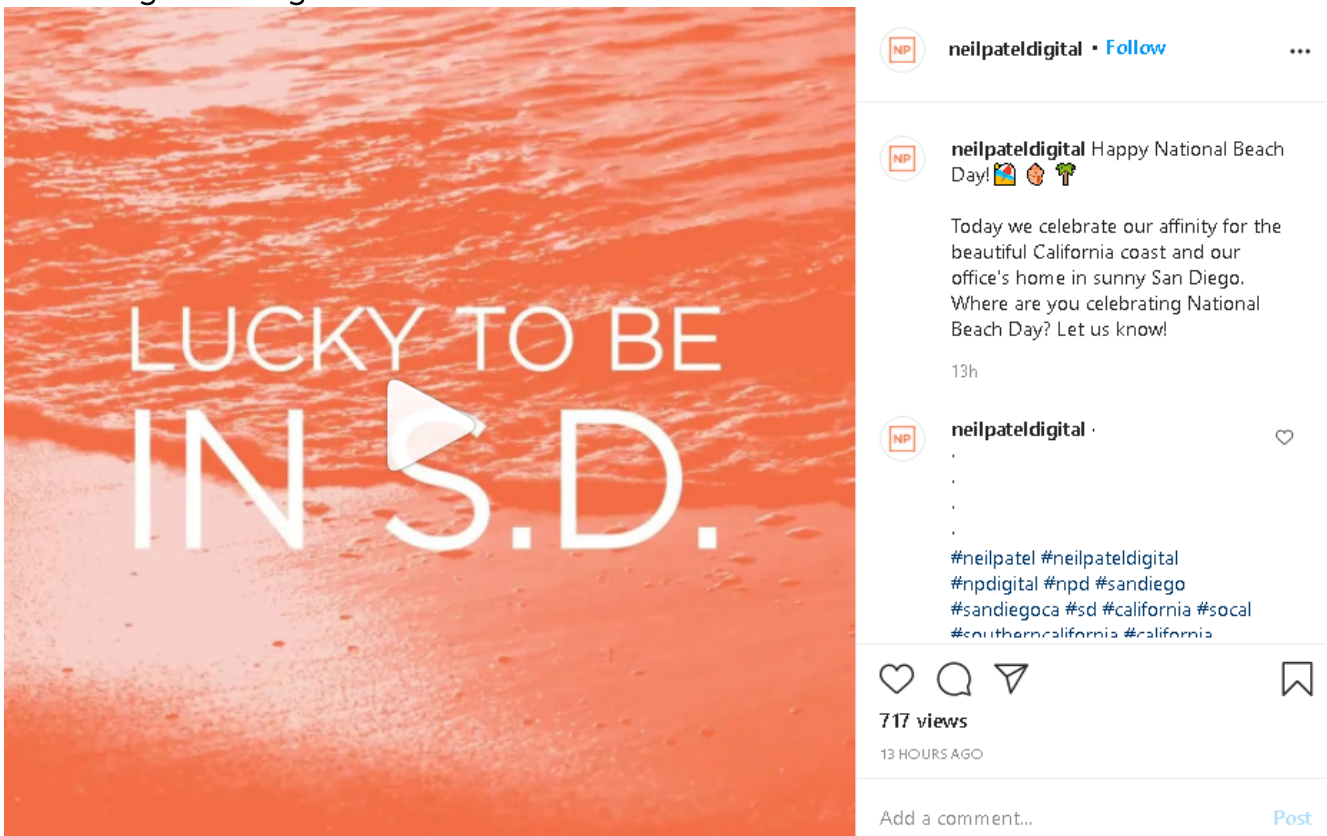 LUCKY TO BE
IN S.D.
NP
neilpateldigital • Follow
NP
neilpateldigital Happy National Beach
Day!🏖️ 🐚 🌴
Today we celebrate our affinity for the
beautiful California coast and our
office's home in sunny San Diego.
Where are you celebrating National
Beach Day? Let us know!
13h
NP
neilpateldigital .
.
.
.
.
#neilpatel #neilpateldigital
#npdigital #npd #sandiego
#sandiegoca #sd #california #socal
#southerncalifornia #california
717 views
13 HOURS AGO
Add a comment...
Post